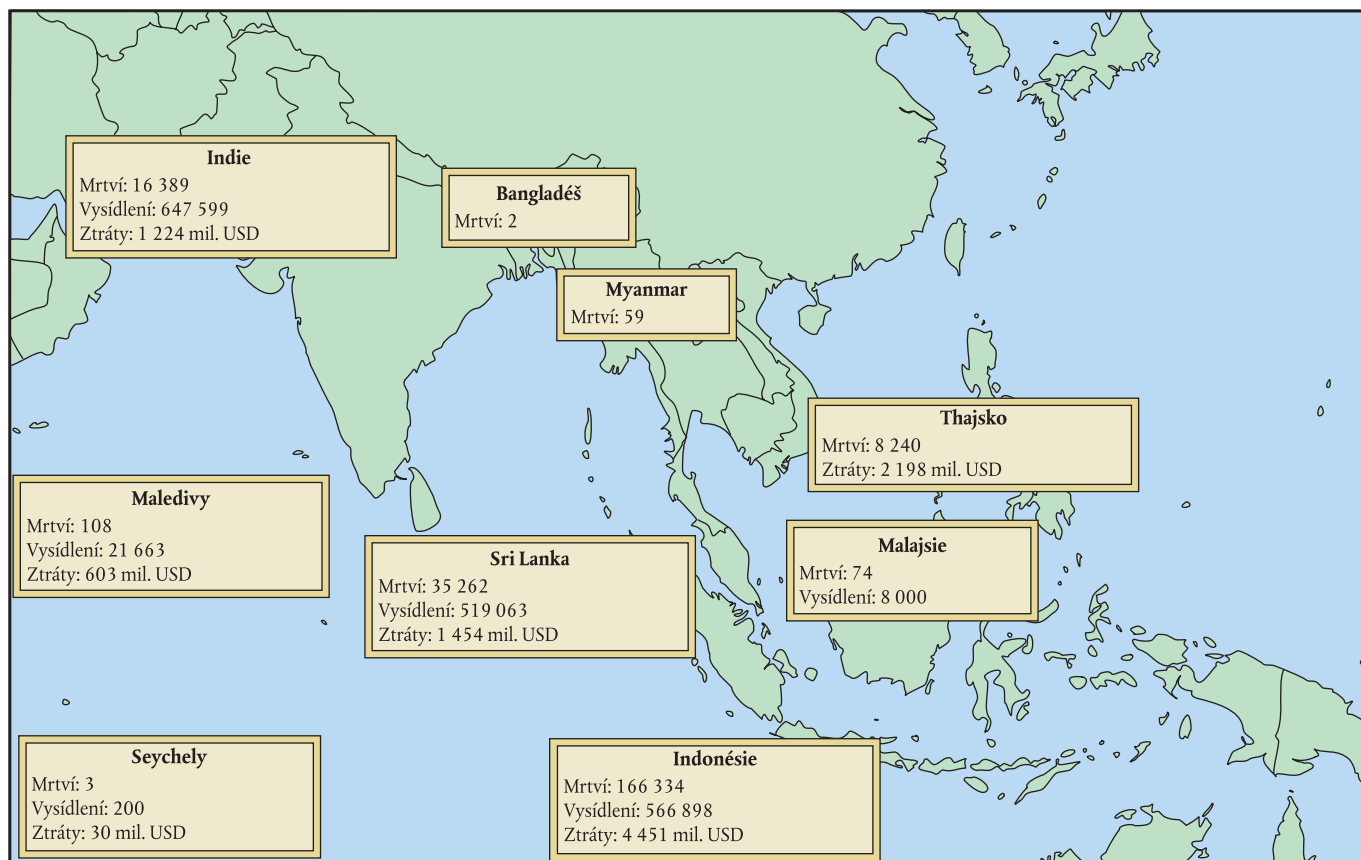 Indie
Mrtví: 16 389
Vysídlení: 647 599
Ztráty: 1 224 mil. USD
Bangladéš
Mrtví: 2
Myanmar
Mrtví: 59
Thajsko
Mrtví: 8 240
Ztráty: 2 198 mil. USD
Maledivy
Mrtví: 108
Vysídlení: 21 663
Ztráty: 603 mil. USD
Sri Lanka
Mrtví: 35 262
Vysídlení: 519 063
Ztráty: 1 454 mil. USD
Malajsie
Mrtví: 74
Vysídlení: 8 000
Seychely
Mrtví: 3
Vysídlení: 200
Ztráty: 30 mil. USD
Indonésie
Mrtví: 166 334
Vysídlení: 566 898
Ztráty: 4 451 mil. USD